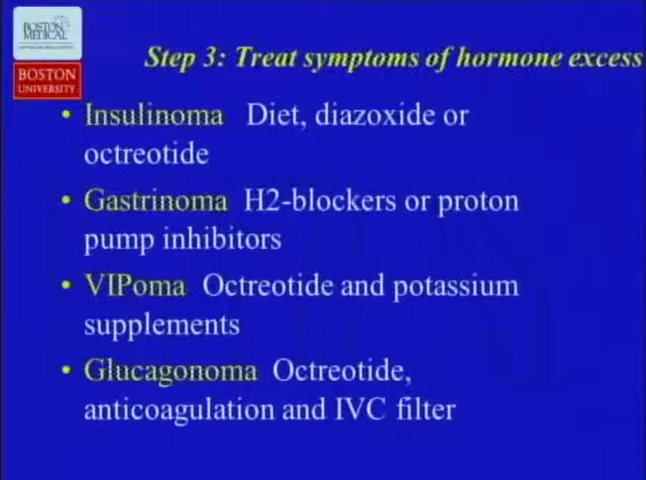 BOSTON
MEDICAL
BOSTON
UNIVERSITY
Step 3: Treat symptoms of hormone excess
• Insulinoma Diet, diazoxide or
octreotide
• Gastrinoma H2-blockers or proton
pump inhibitors
• VIPoma Octreotide and potassium
supplements
• Glucagonoma Octreotide,
anticoagulation and IVC filter